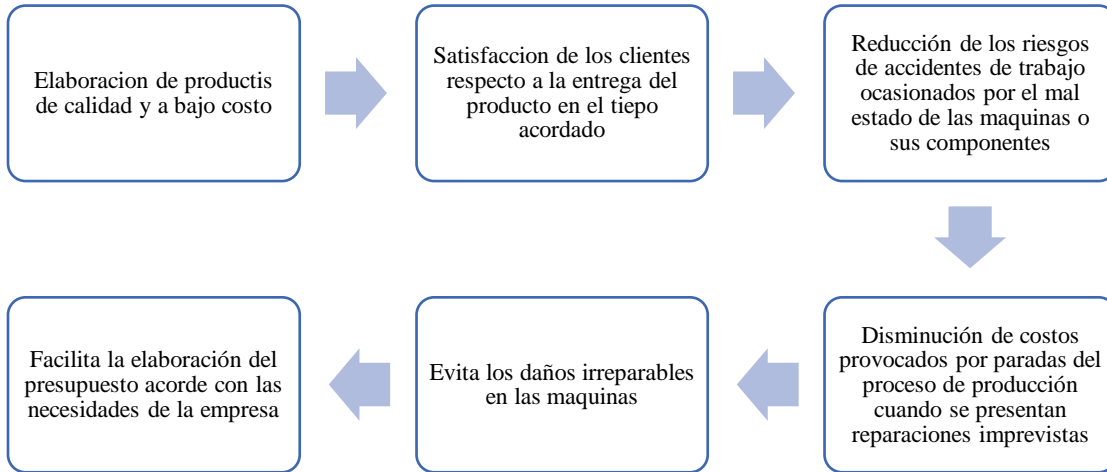 Elaboracion de productis
de calidad y a bajo costo
Satisfaccion de los clientes
respecto a la entrega del
producto en el tiepo
acordado
Reducción de los riesgos
de accidentes de trabajo
ocasionados por el mal
estado de las maquinas o
sus componentes
Disminución de costos
provocados por paradas del
proceso de producción
cuando se presentan
reparaciones imprevistas
Evita los daños irreparables
en las maquinas
Facilita la elaboración del
presupuesto acorde con las
necesidades de la empresa